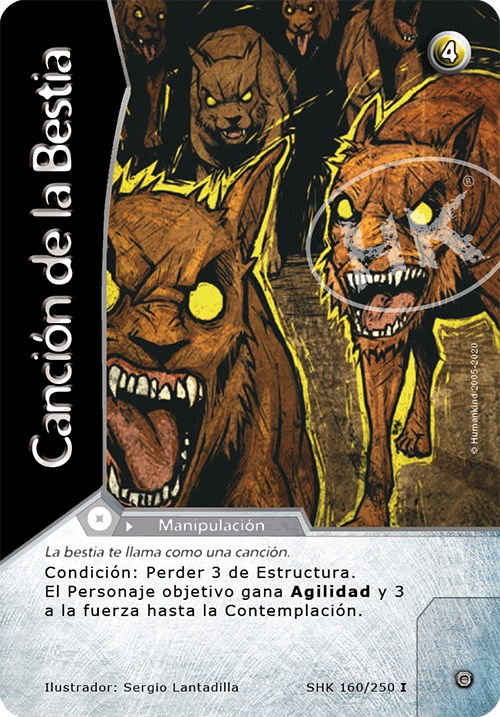 4
Canción de la Bestia
HK
®
© Humankind 2005-2020
Manipulación
La bestia te llama como una canción.
Condición: Perder 3 de Estructura.
El Personaje objetivo gana Agilidad y 3
a la fuerza hasta la Contemplación.
Ilustrador: Sergio Lantadilla
SHK 160/250 I